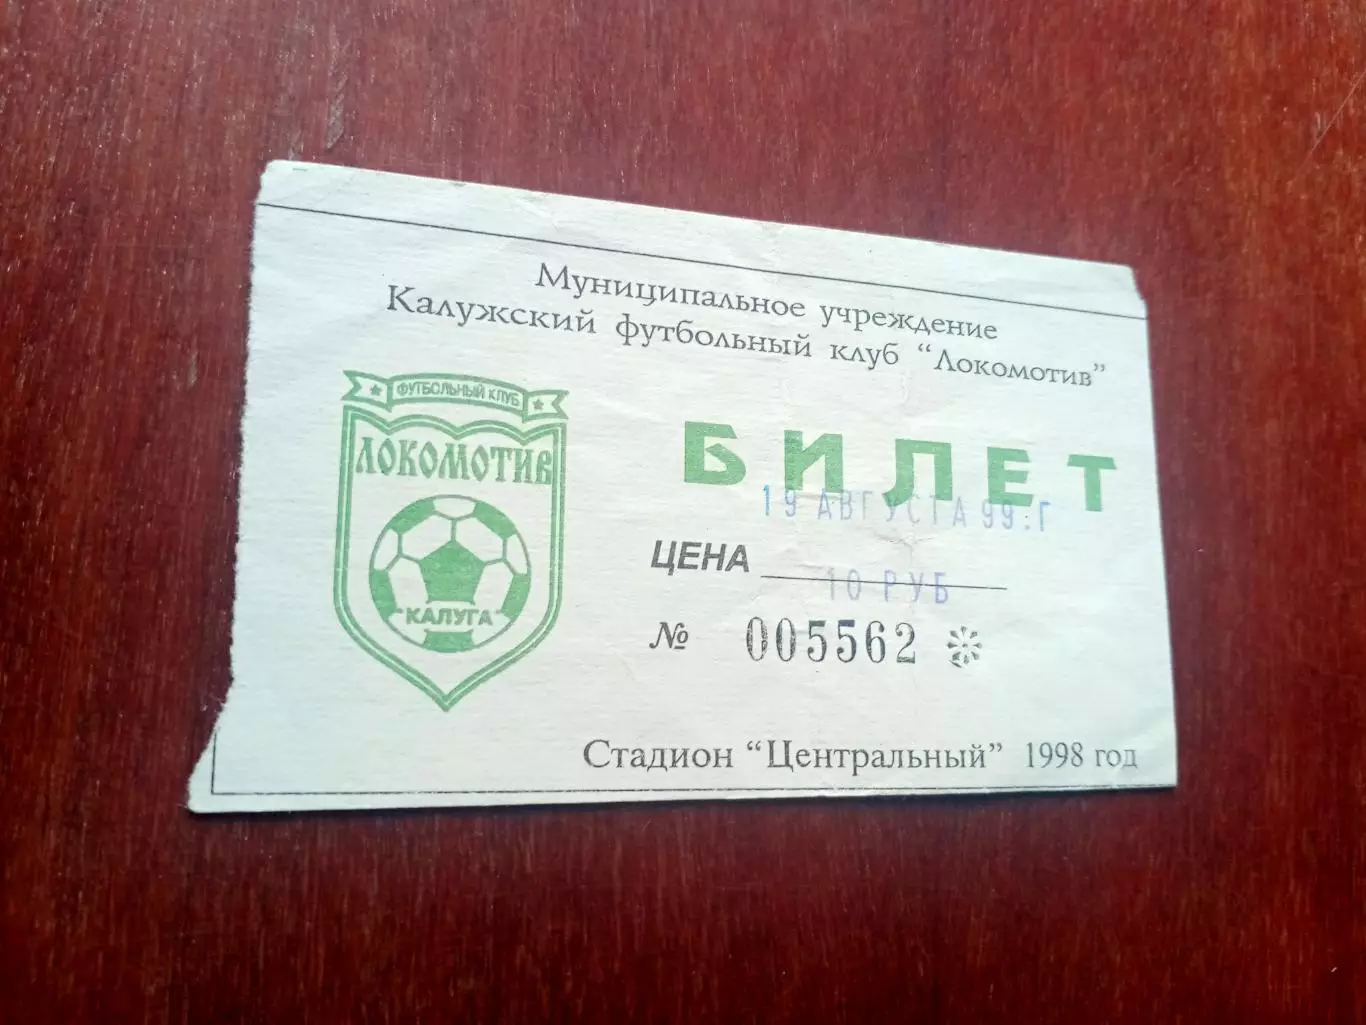 Муниципальное учреждение
Калужский футбольный клуб “Локомотив”
ФУТБОЛЬНЫЙ КЛУБ
ЛОКОМОТИВ
"КАЛУГА"
БИЛЕТ
19 АВГУСТА 99.Г
ЦЕНА
10 РУБ
№ 005562
Стадион “Центральный” 1998 год